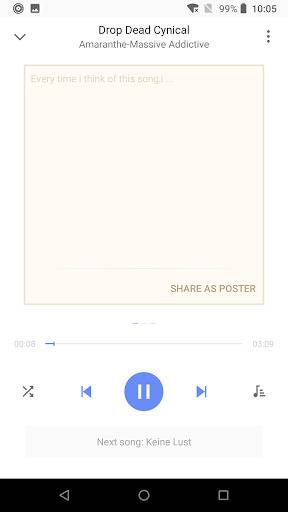 99% 10:05
Drop Dead Cynical
Amaranthe-Massive Addictive
Every time i think of this song,i ...
SHARE AS POSTER
00:08 03:09
Next song: Keine Lust